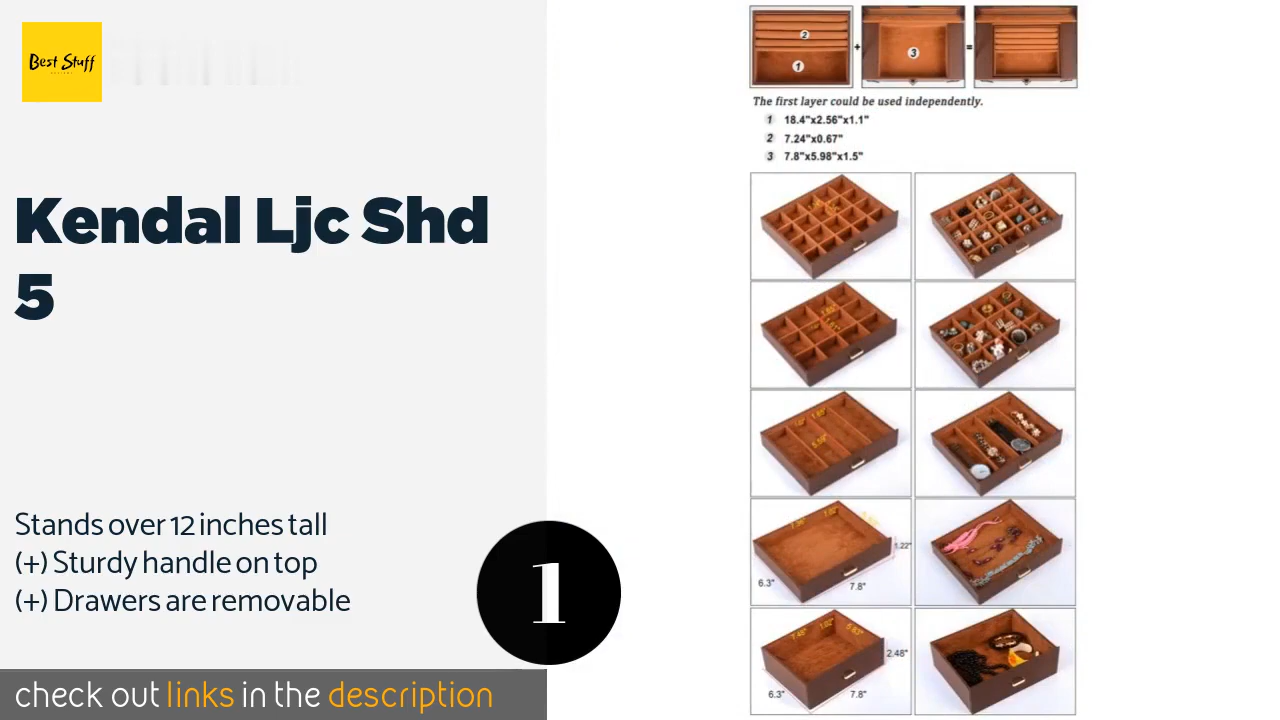 Best Stuff
Kendal Ljc Shd
5
Stands over 12 inches tall
(+) Sturdy handle on top
(+) Drawers are removable
1
check out links in the description
2
1
+
3
=
The first layer could be used independently.
1 18.4"x2.56"x1.1"
2 7.24"x0.67"
3 7.8"x5.98"x1.5"
1.22"
6.3"
7.8"
2.48"
6.3"
7.8"